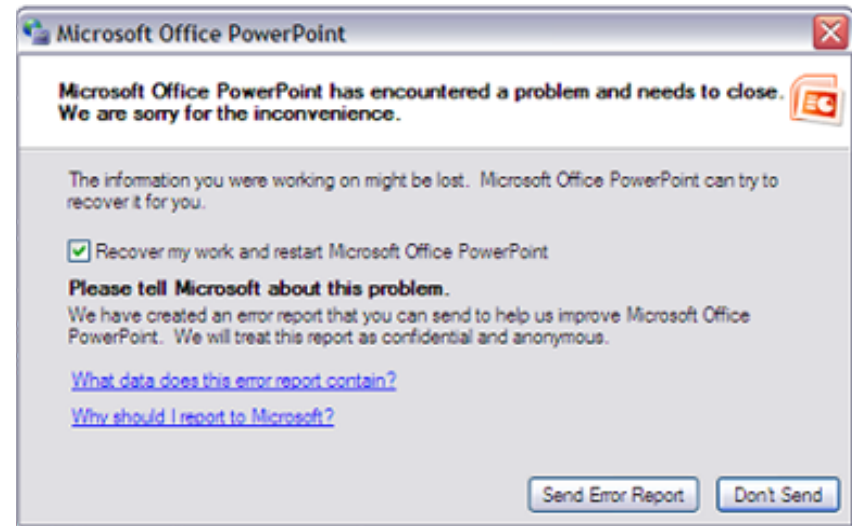 Microsoft Office PowerPoint
Microsoft Office PowerPoint has encountered a problem and needs to close.
We are sorry for the inconvenience.
The information you were working on might be lost.  Microsoft Office PowerPoint can try to
recover it for you.
Recover my work and restart Microsoft Office PowerPoint
Please tell Microsoft about this problem.
We have created an error report that you can send to help us improve Microsoft Office
PowerPoint.  We will treat this report as confidential and anonymous.
What data does this error report contain?
Why should I report to Microsoft?
Send Error Report Don't Send